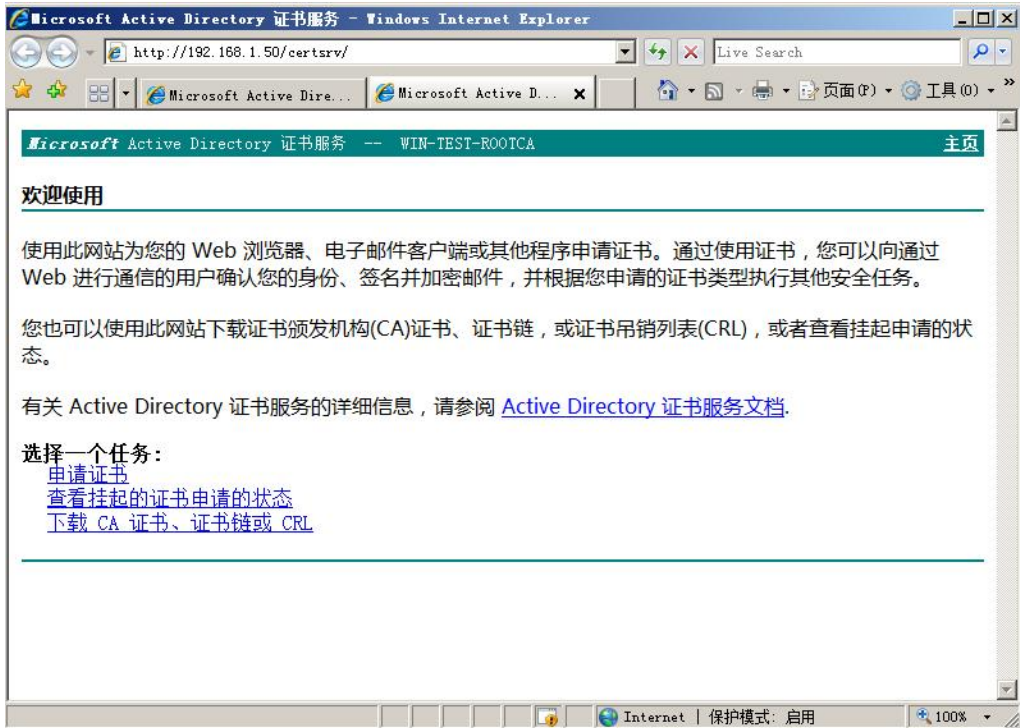 Microsoft Active Directory 证书服务 - Windows Internet Explorer
http://192.168.1.50/certsrv/
Live Search
Microsoft Active Dire...
Microsoft Active D...
页面(P)
工具(O)
Microsoft Active Directory 证书服务 -- WIN-TEST-ROOTCA
主页
欢迎使用
使用此网站为您的 Web 浏览器、电子邮件客户端或其他程序申请证书。通过使用证书，您可以向通过
Web 进行通信的用户确认您的身份、签名并加密邮件，并根据您申请的证书类型执行其他安全任务。
您也可以使用此网站下载证书颁发机构(CA)证书、证书链，或证书吊销列表(CRL)，或者查看挂起申请的状
态。
有关 Active Directory 证书服务的详细信息，请参阅 Active Directory 证书服务文档.
选择一个任务：
申请证书
查看挂起的证书申请的状态
下载 CA 证书、证书链或 CRL
Internet | 保护模式: 启用
100%